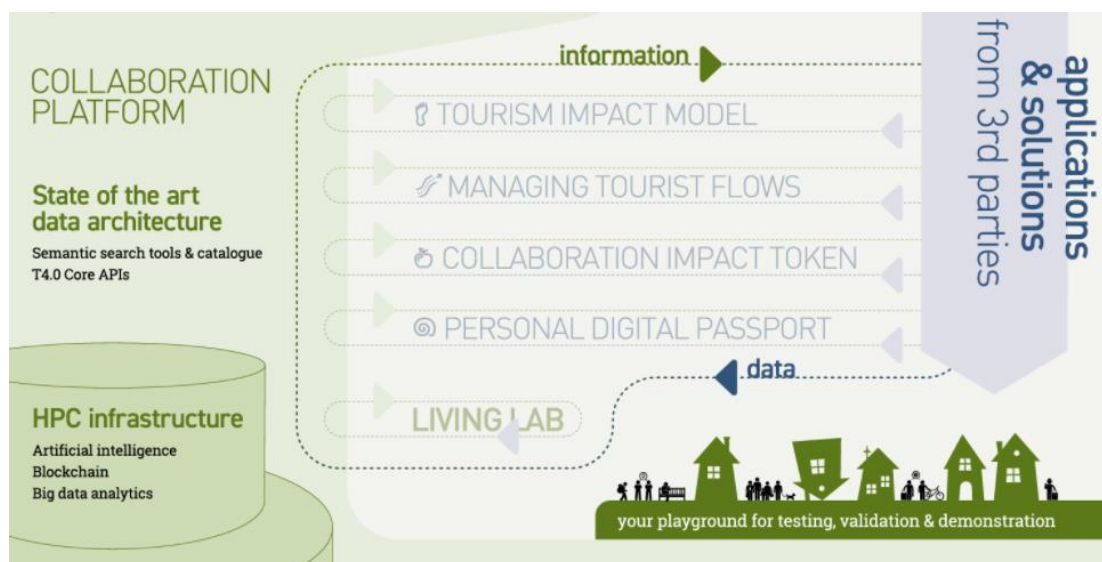 COLLABORATION
PLATFORM
State of the art
data architecture
Semantic search tools & catalogue
T4.0 Core APIs
HPC infrastructure
Artificial intelligence
Blockchain
Big data analytics
information
TOURISM IMPACT MODEL
MANAGING TOURIST FLOWS
COLLABORATION IMPACT TOKEN
PERSONAL DIGITAL PASSPORT
data
LIVING LAB
applications
& solutions
from 3rd parties
your playground for testing, validation & demonstration